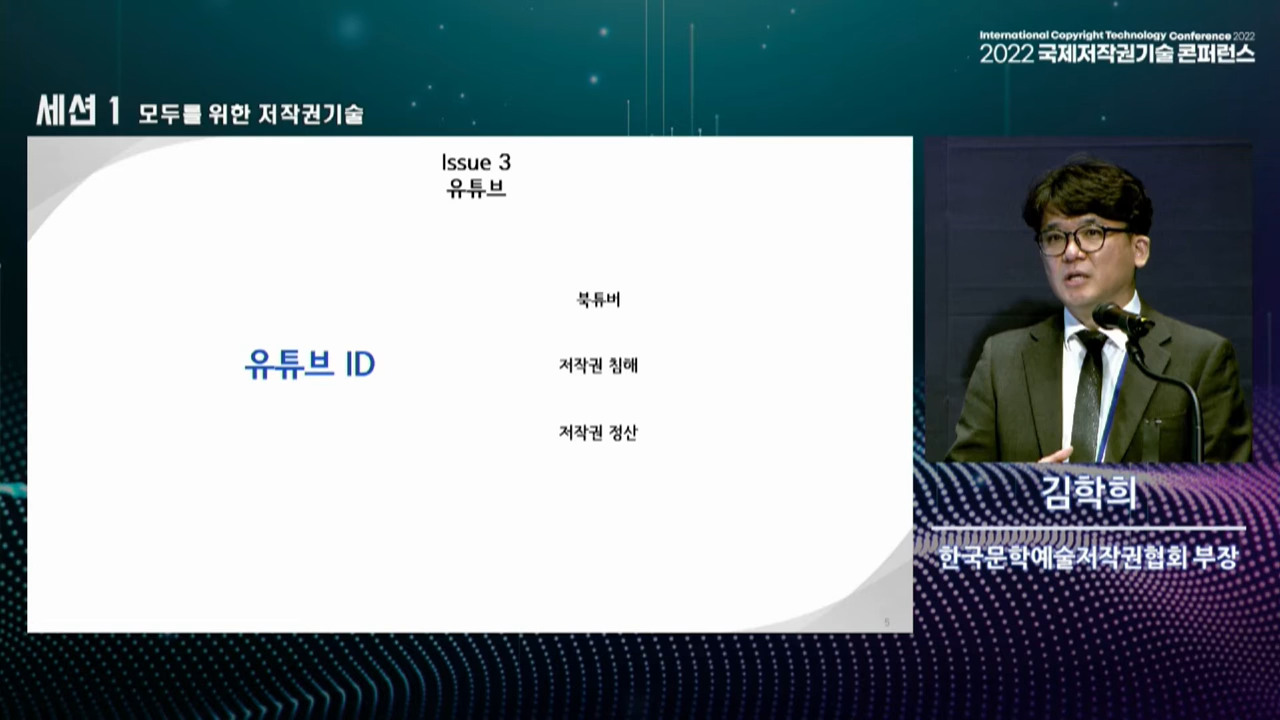 International Copyright Technology Conference 2022
2022 국제저작권기술 콘퍼런스
세션 1 모두를 위한 저작권기술
Issue 3
유튜브
북튜버
유튜브 ID
저작권 침해
저작권 정산
5
김학희
한국문학예술저작권협회 부장